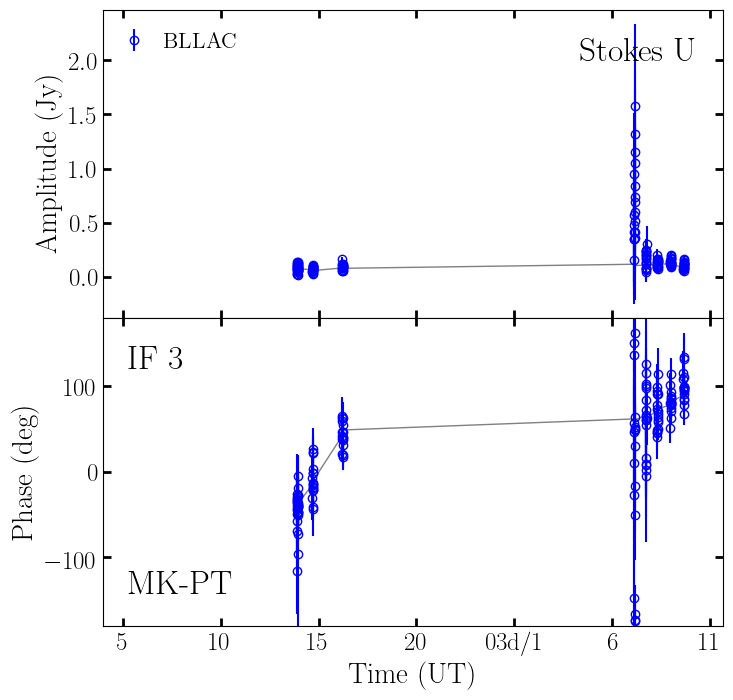 BLLAC
Stokes U
Amplitude (Jy)
2.0
1.5
1.0
0.5
0.0
IF 3
Phase (deg)
100
0
−100
MK-PT
5 10 15 20 03d/1 6 11
Time (UT)